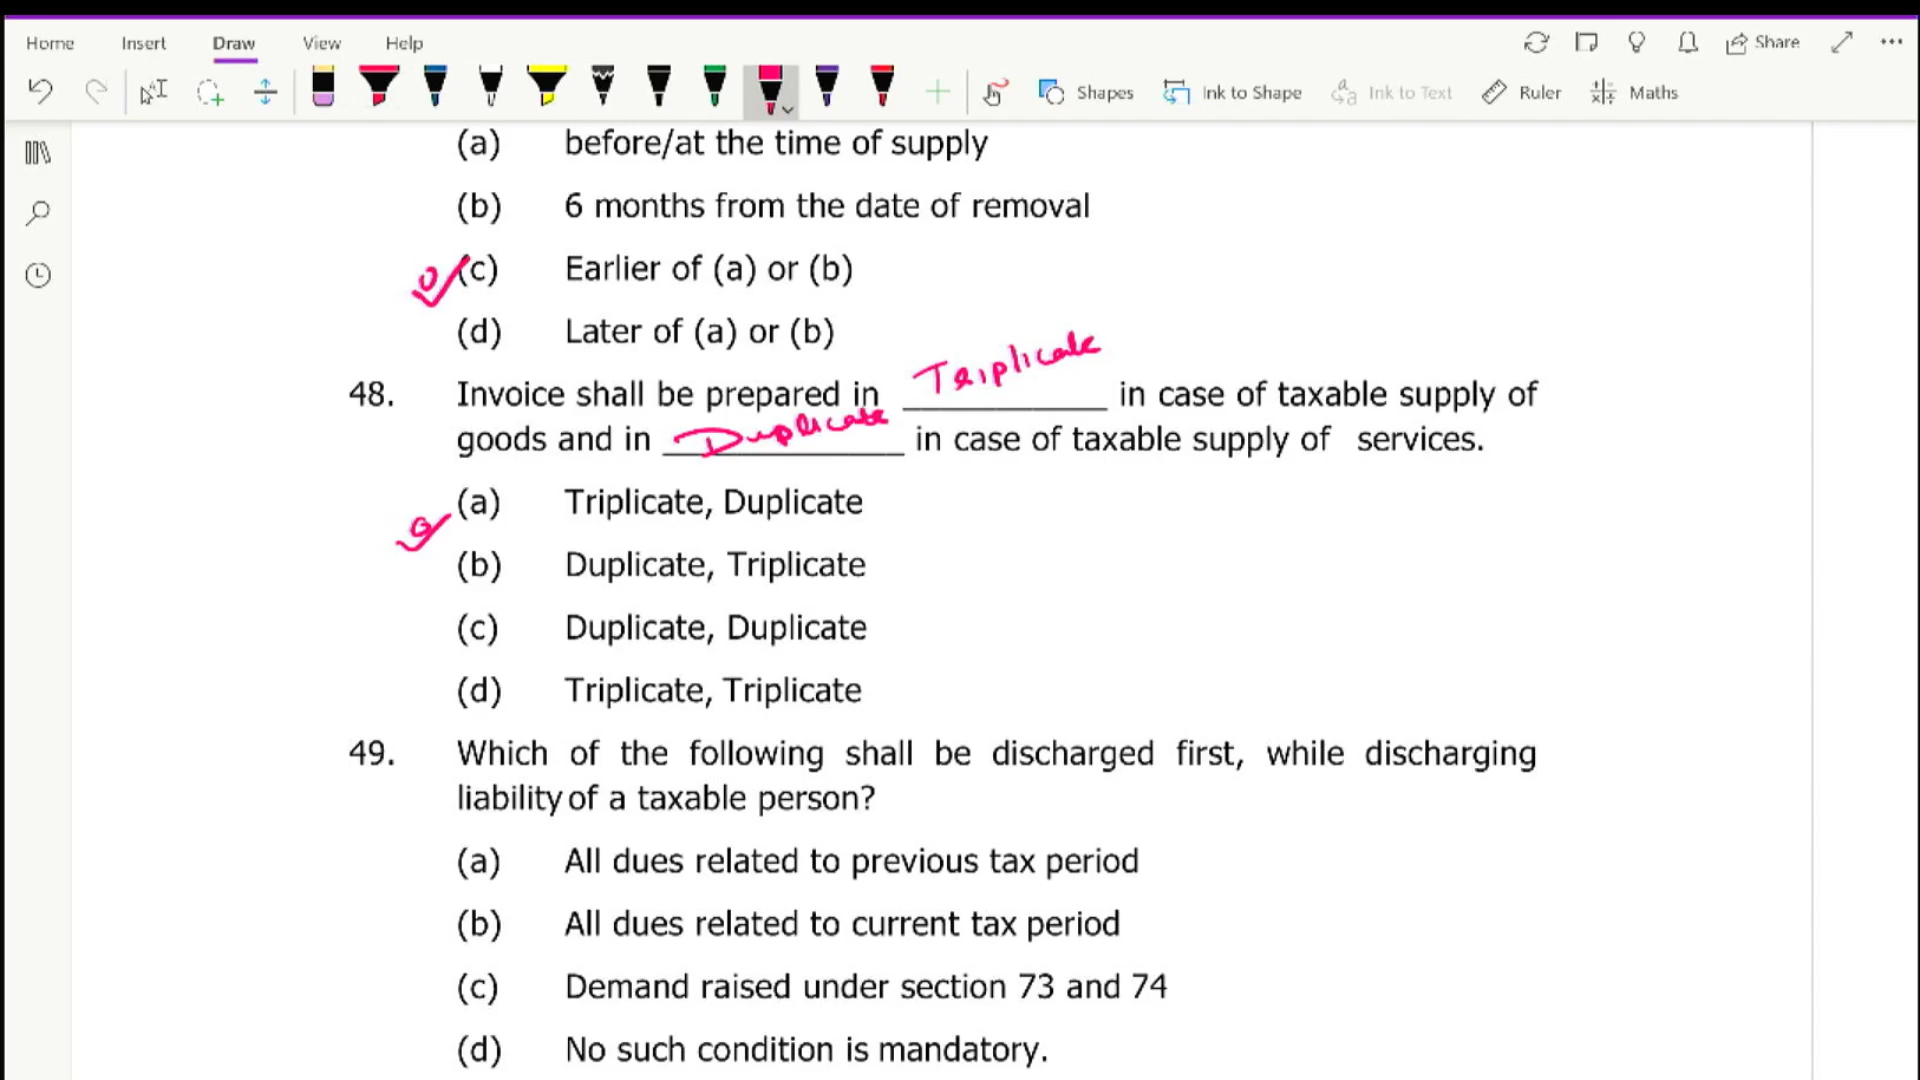 Home Insert Draw View Help Share
Shapes Ink to Shape Ink to Text Ruler Maths
(a) before/at the time of supply
(b) 6 months from the date of removal
(c) Earlier of (a) or (b)
(d) Later of (a) or (b)
48. Invoice shall be prepared in Triplicate in case of taxable supply of
goods and in Duplicate in case of taxable supply of services.
(a) Triplicate, Duplicate
(b) Duplicate, Triplicate
(c) Duplicate, Duplicate
(d) Triplicate, Triplicate
49. Which of the following shall be discharged first, while discharging
liability of a taxable person?
(a) All dues related to previous tax period
(b) All dues related to current tax period
(c) Demand raised under section 73 and 74
(d) No such condition is mandatory.